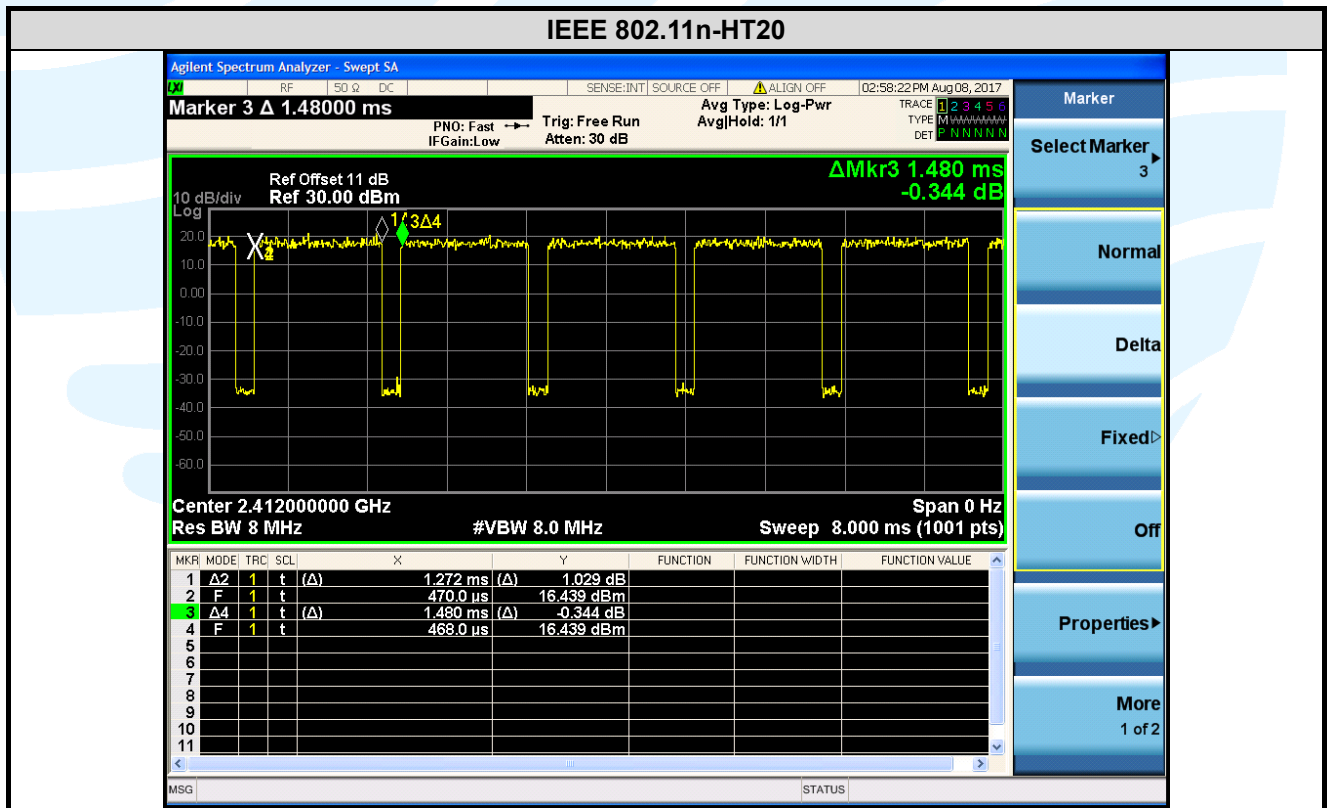 IEEE 802.11n-HT20
Agilent Spectrum Analyzer - Swept SA
LXI RF 50 Ω DC SENSE:INT SOURCE OFF ALIGN OFF 02:58:22 PM Aug 08, 2017
Marker 3 Δ 1.48000 ms
PNO: Fast
IFGain:Low
Trig: Free Run
Atten: 30 dB
Avg Type: Log-Pwr
Avg|Hold: 1/1
TRACE 1 2 3 4 5 6
TYPE M
DET P N N N N N
ΔMkr3 1.480 ms
-0.344 dB
Ref Offset 11 dB
10 dB/div Ref 30.00 dBm
Log
20.0
10.0
0.00
-10.0
-20.0
-30.0
-40.0
-50.0
-60.0
3Δ4
Center 2.412000000 GHz Span 0 Hz
Res BW 8 MHz #VBW 8.0 MHz Sweep 8.000 ms (1001 pts)
MKR MODE TRC SCL X Y FUNCTION FUNCTION WIDTH FUNCTION VALUE
1 Δ2 1 t (Δ) 1.272 ms (Δ) 1.029 dB
2 F 1 t 470.0 µs 16.439 dBm
3 Δ4 1 t (Δ) 1.480 ms (Δ) -0.344 dB
4 F 1 t 468.0 µs 16.439 dBm
5
6
7
8
9
10
11
MSG STATUS
Marker
Select Marker
3
Normal
Delta
Fixed
Off
Properties
More
1 of 2